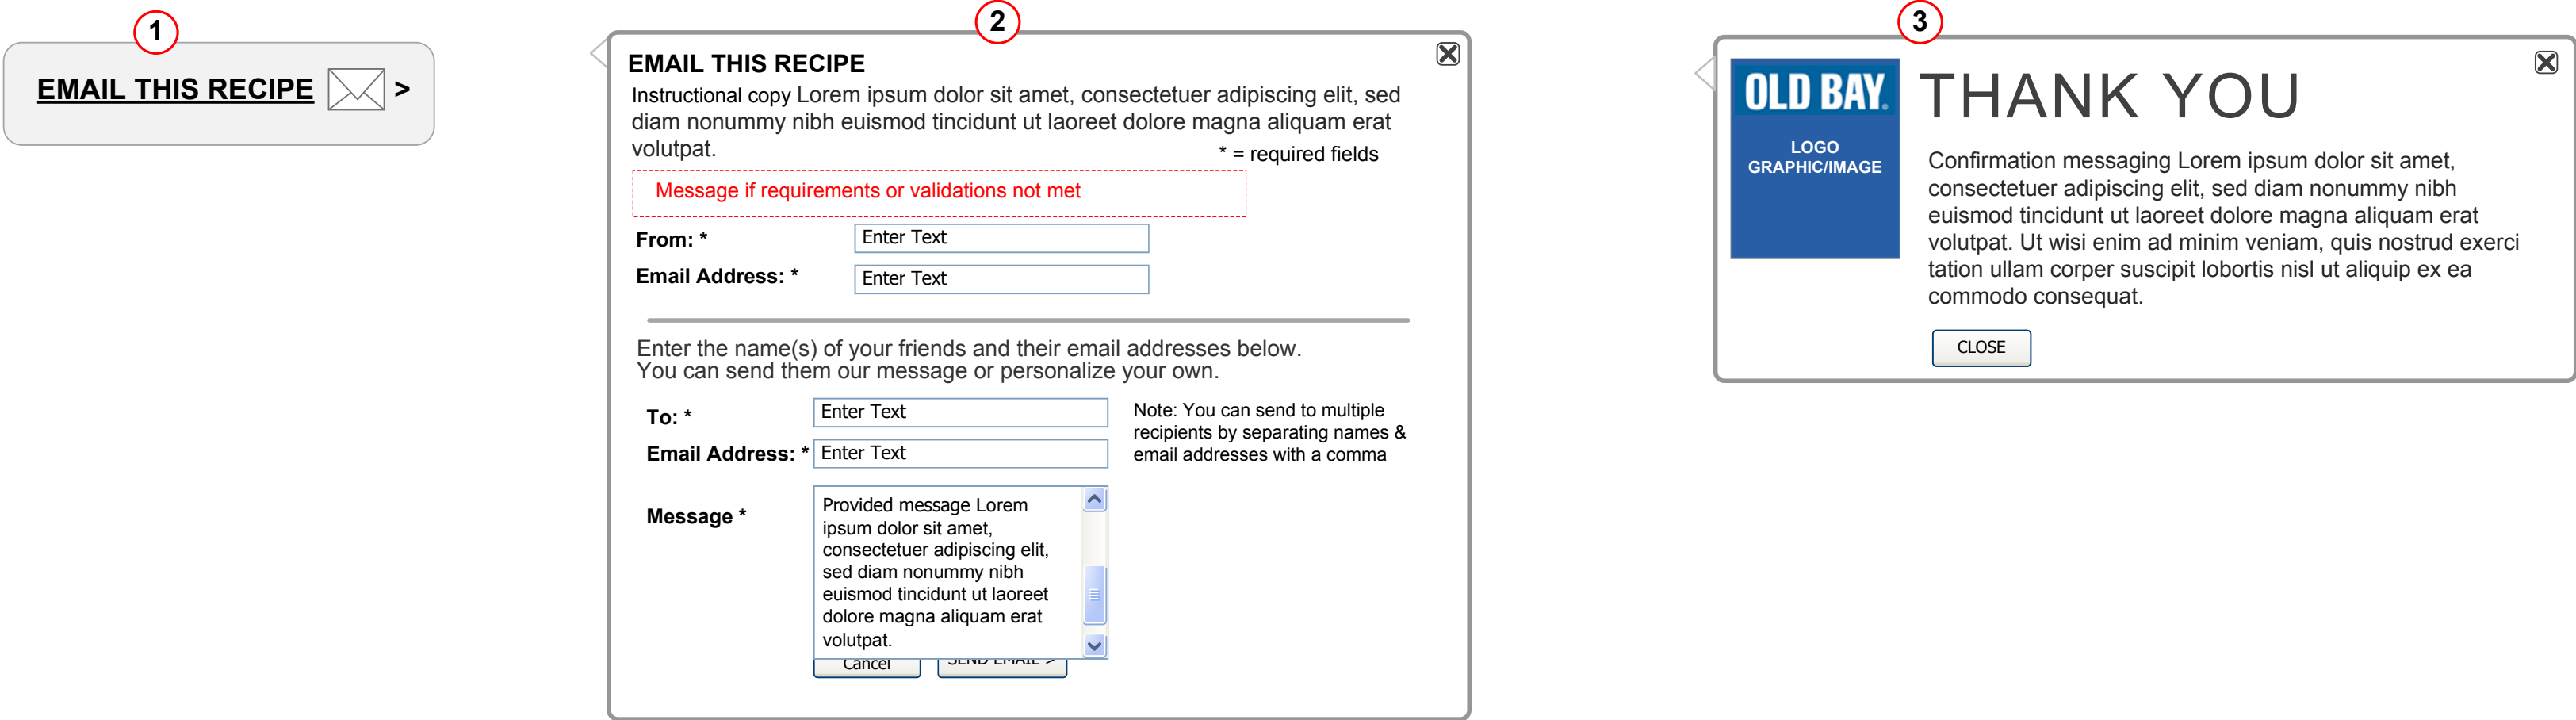 1
EMAIL THIS RECIPE >
2
EMAIL THIS RECIPE
Instructional copy Lorem ipsum dolor sit amet, consectetuer adipiscing elit, sed
diam nonummy nibh euismod tincidunt ut laoreet dolore magna aliquam erat
volutpat.
* = required fields
Message if requirements or validations not met
From: * Enter Text
Email Address: * Enter Text
Enter the name(s) of your friends and their email addresses below.
You can send them our message or personalize your own.
To: * Enter Text
Email Address: * Enter Text
Note: You can send to multiple
recipients by separating names &
email addresses with a comma
Message *
Provided message Lorem
ipsum dolor sit amet,
consectetuer adipiscing elit,
sed diam nonummy nibh
euismod tincidunt ut laoreet
dolore magna aliquam erat
volutpat.
Cancel SEND EMAIL >
3
OLD BAY.
LOGO
GRAPHIC/IMAGE
THANK YOU
Confirmation messaging Lorem ipsum dolor sit amet,
consectetuer adipiscing elit, sed diam nonummy nibh
euismod tincidunt ut laoreet dolore magna aliquam erat
volutpat. Ut wisi enim ad minim veniam, quis nostrud exerci
tation ullam corper suscipit lobortis nisl ut aliquip ex ea
commodo consequat.
CLOSE